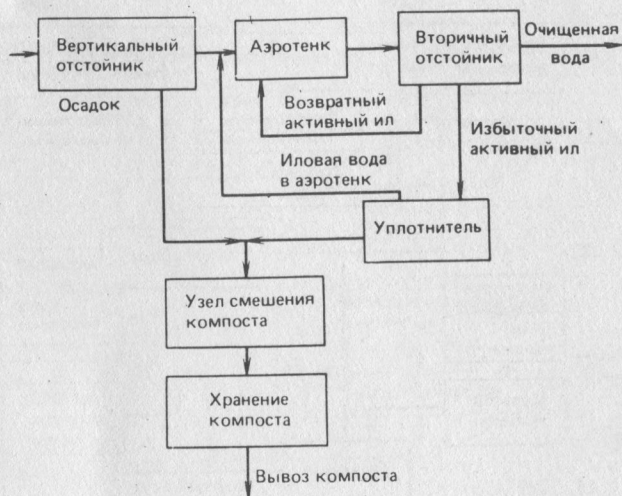 Вертикальный
отстойник
Аэротенк
Вторичный
отстойник
Очищенная
вода
Осадок
Возвратный
активный ил
Избыточный
активный ил
Иловая вода
в аэротенк
Уплотнитель
Узел смешения
компоста
Хранение
компоста
Вывоз компоста